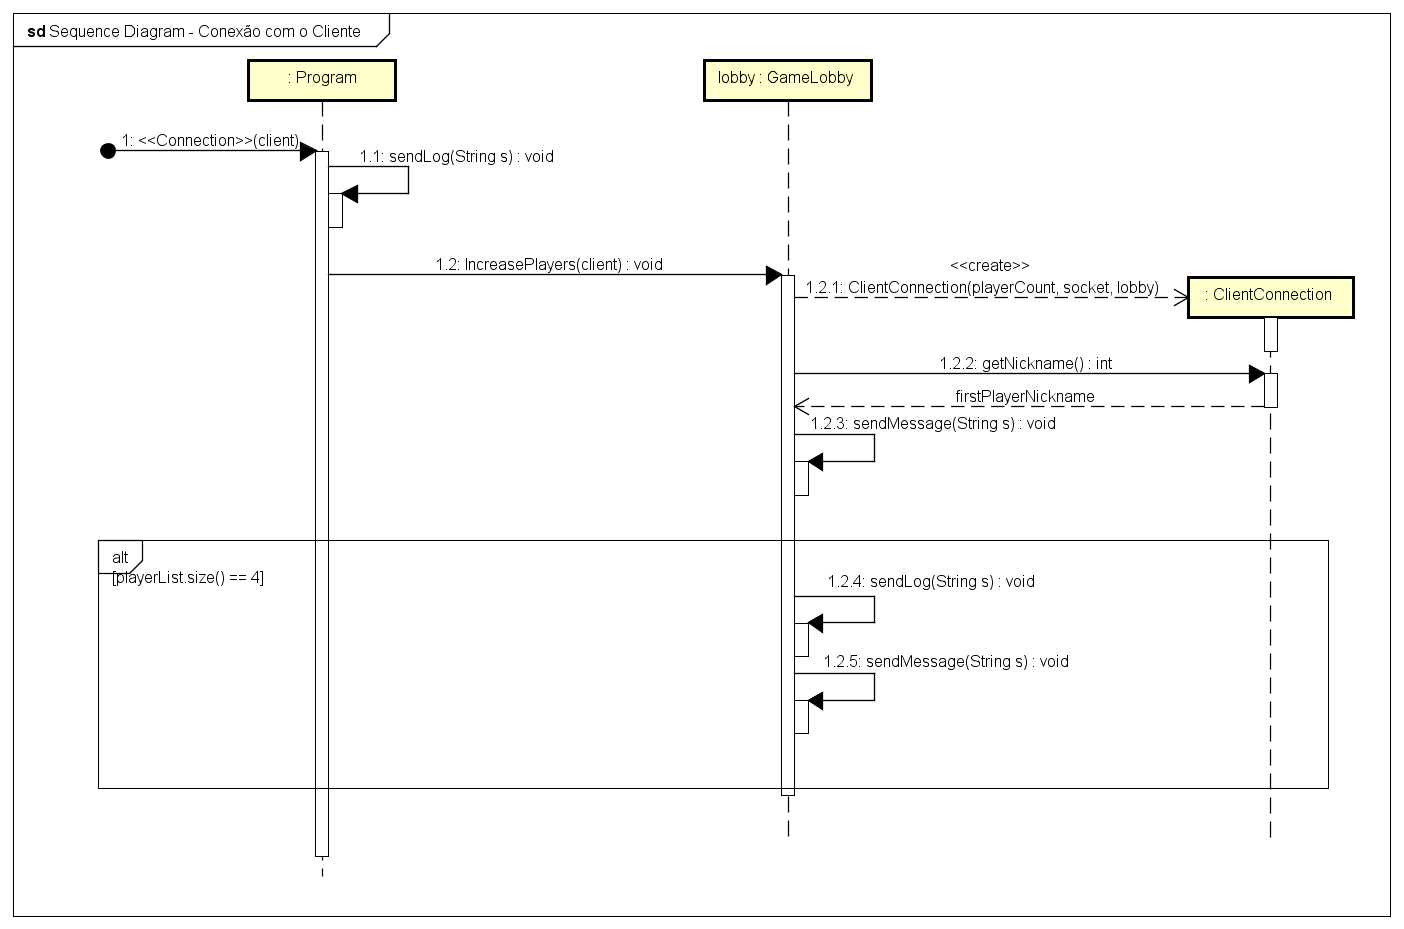 sd Sequence Diagram - Conexão com o Cliente
: Program
lobby : GameLobby
1: <<Connection>>(client)
1.1: sendLog(String s) : void
1.2: IncreasePlayers(client) : void
<<create>>
1.2.1: ClientConnection(playerCount, socket, lobby)
: ClientConnection
1.2.2: getNickname() : int
firstPlayerNickname
1.2.3: sendMessage(String s) : void
alt
[playerList.size() == 4]
1.2.4: sendLog(String s) : void
1.2.5: sendMessage(String s) : void